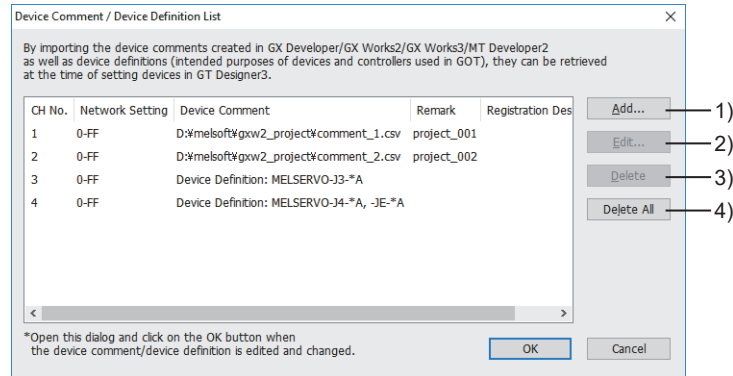 Device Comment / Device Definition List
By importing the device comments created in GX Developer/GX Works2/GX Works3/MT Developer2
as well as device definitions (intended purposes of devices and controllers used in GOT), they can be retrieved
at the time of setting devices in GT Designer3.
CH No. Network Setting Device Comment Remark Registration Des
1 0-FF D:¥melsoft¥gxw2_project¥comment_1.csv project_001
2 0-FF D:¥melsoft¥gxw2_project¥comment_2.csv project_002
3 0-FF Device Definition: MELSERVO-J3-*A
4 0-FF Device Definition: MELSERVO-J4-*A, -JE-*A
Add... 1)
Edit... 2)
Delete 3)
Delete All 4)
*Open this dialog and click on the OK button when
the device comment/device definition is edited and changed.
OK Cancel